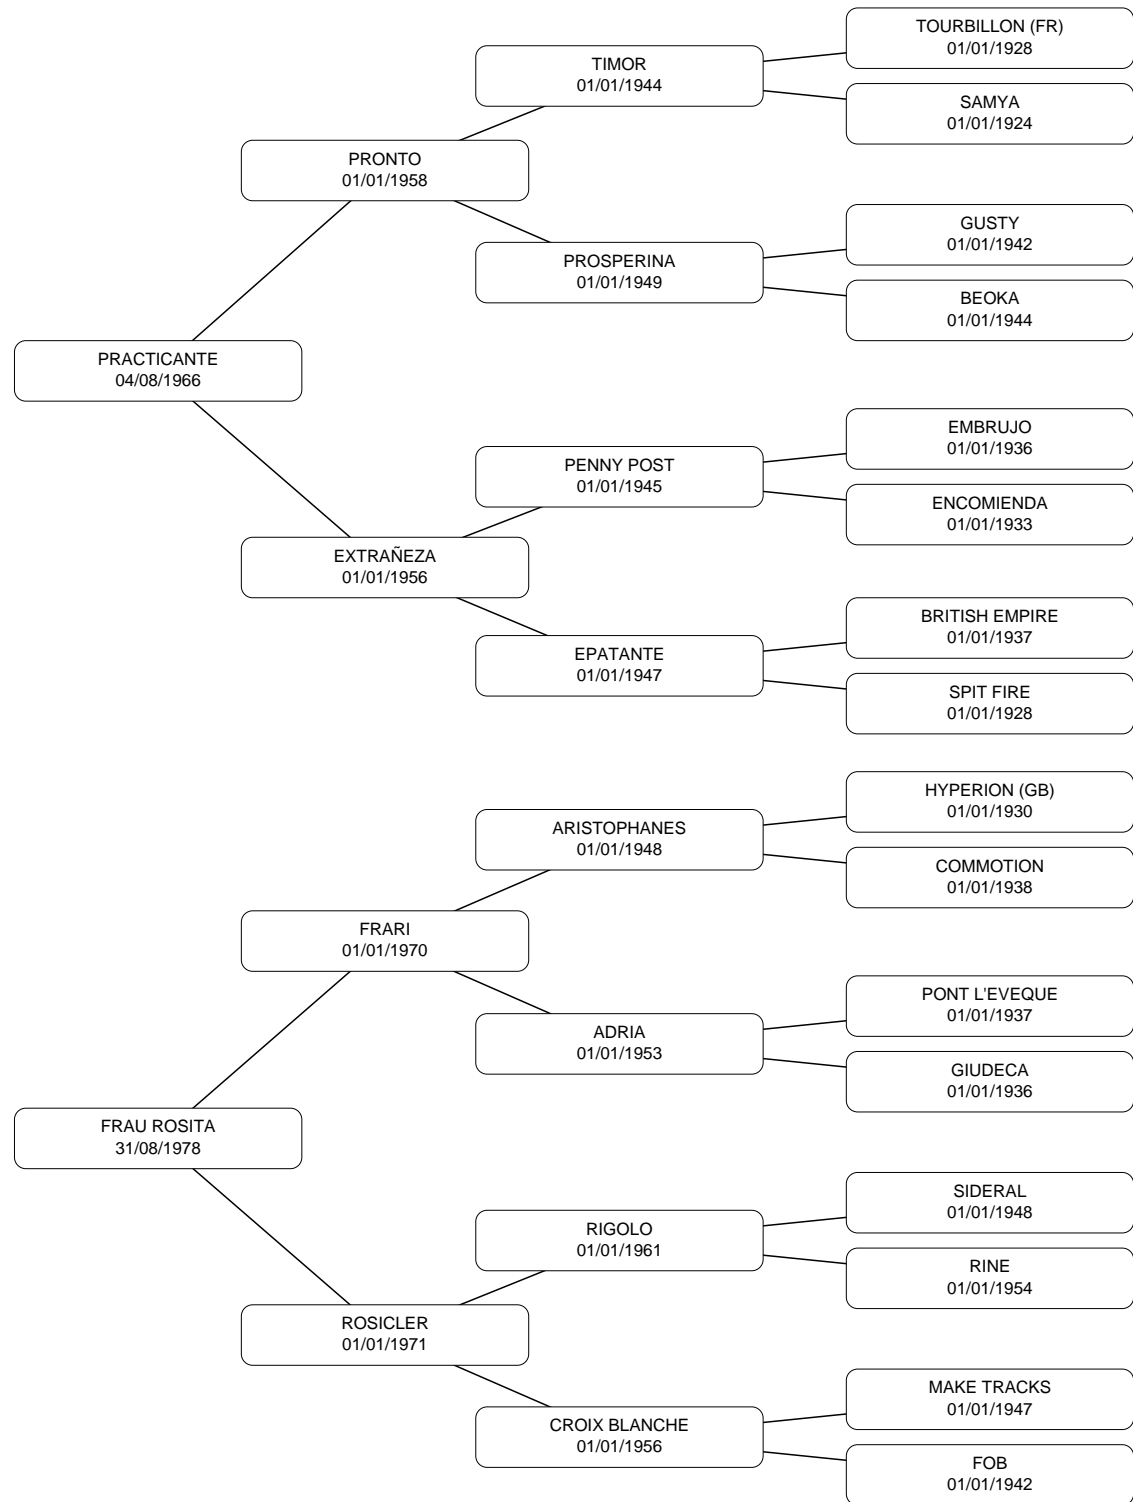 TOURBILLON (FR)
01/01/1928
TIMOR
01/01/1944
SAMYA
01/01/1924
PRONTO
01/01/1958
GUSTY
01/01/1942
PROSPERINA
01/01/1949
BEOKA
01/01/1944
PRACTICANTE
04/08/1966
EMBRUJO
01/01/1936
PENNY POST
01/01/1945
ENCOMIENDA
01/01/1933
EXTRAÑEZA
01/01/1956
BRITISH EMPIRE
01/01/1937
EPATANTE
01/01/1947
SPIT FIRE
01/01/1928
HYPERION (GB)
01/01/1930
ARISTOPHANES
01/01/1948
COMMOTION
01/01/1938
FRARI
01/01/1970
PONT L'EVEQUE
01/01/1937
ADRIA
01/01/1953
GIUDECA
01/01/1936
FRAU ROSITA
31/08/1978
SIDERAL
01/01/1948
RIGOLO
01/01/1961
RINE
01/01/1954
ROSICLER
01/01/1971
MAKE TRACKS
01/01/1947
CROIX BLANCHE
01/01/1956
FOB
01/01/1942